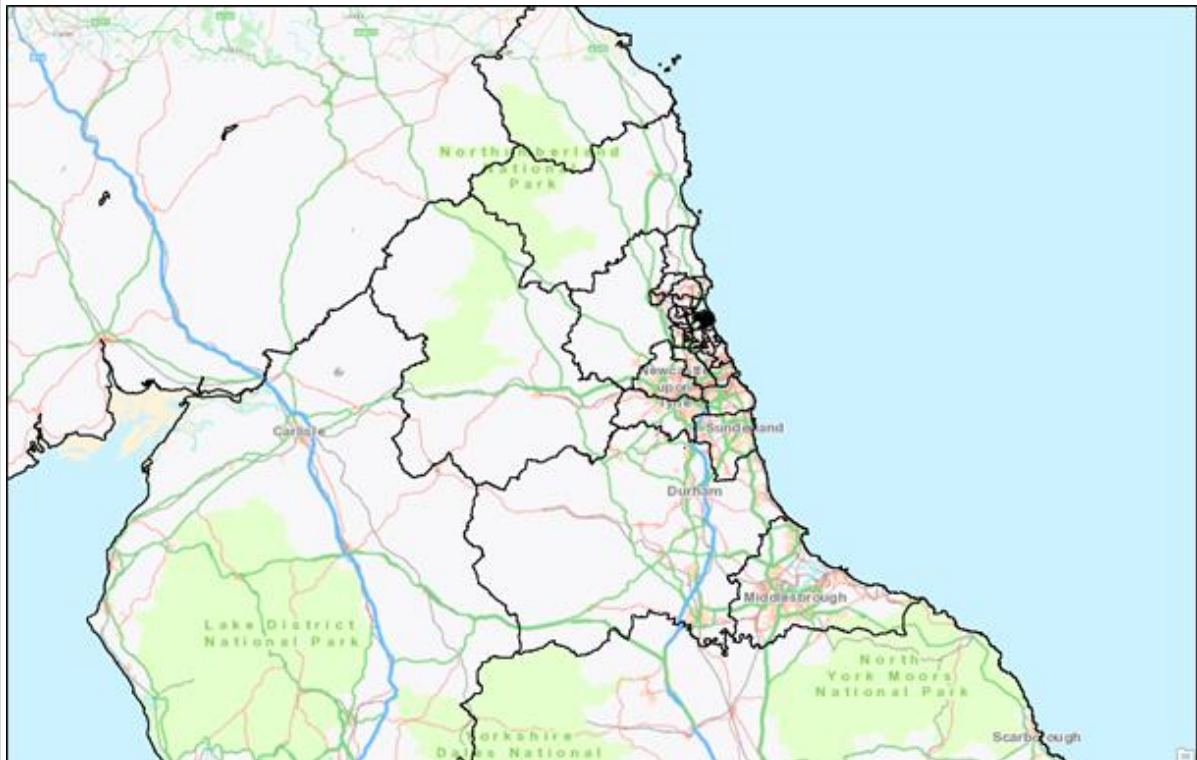 Northumberland
National
Park
Newcastle
upon
Tyne
Sunderland
Carlisle
Durham
Middlesbrough
Lake District
National Park
North
York Moors
National Park
Yorkshire
Dales National
Scarborough